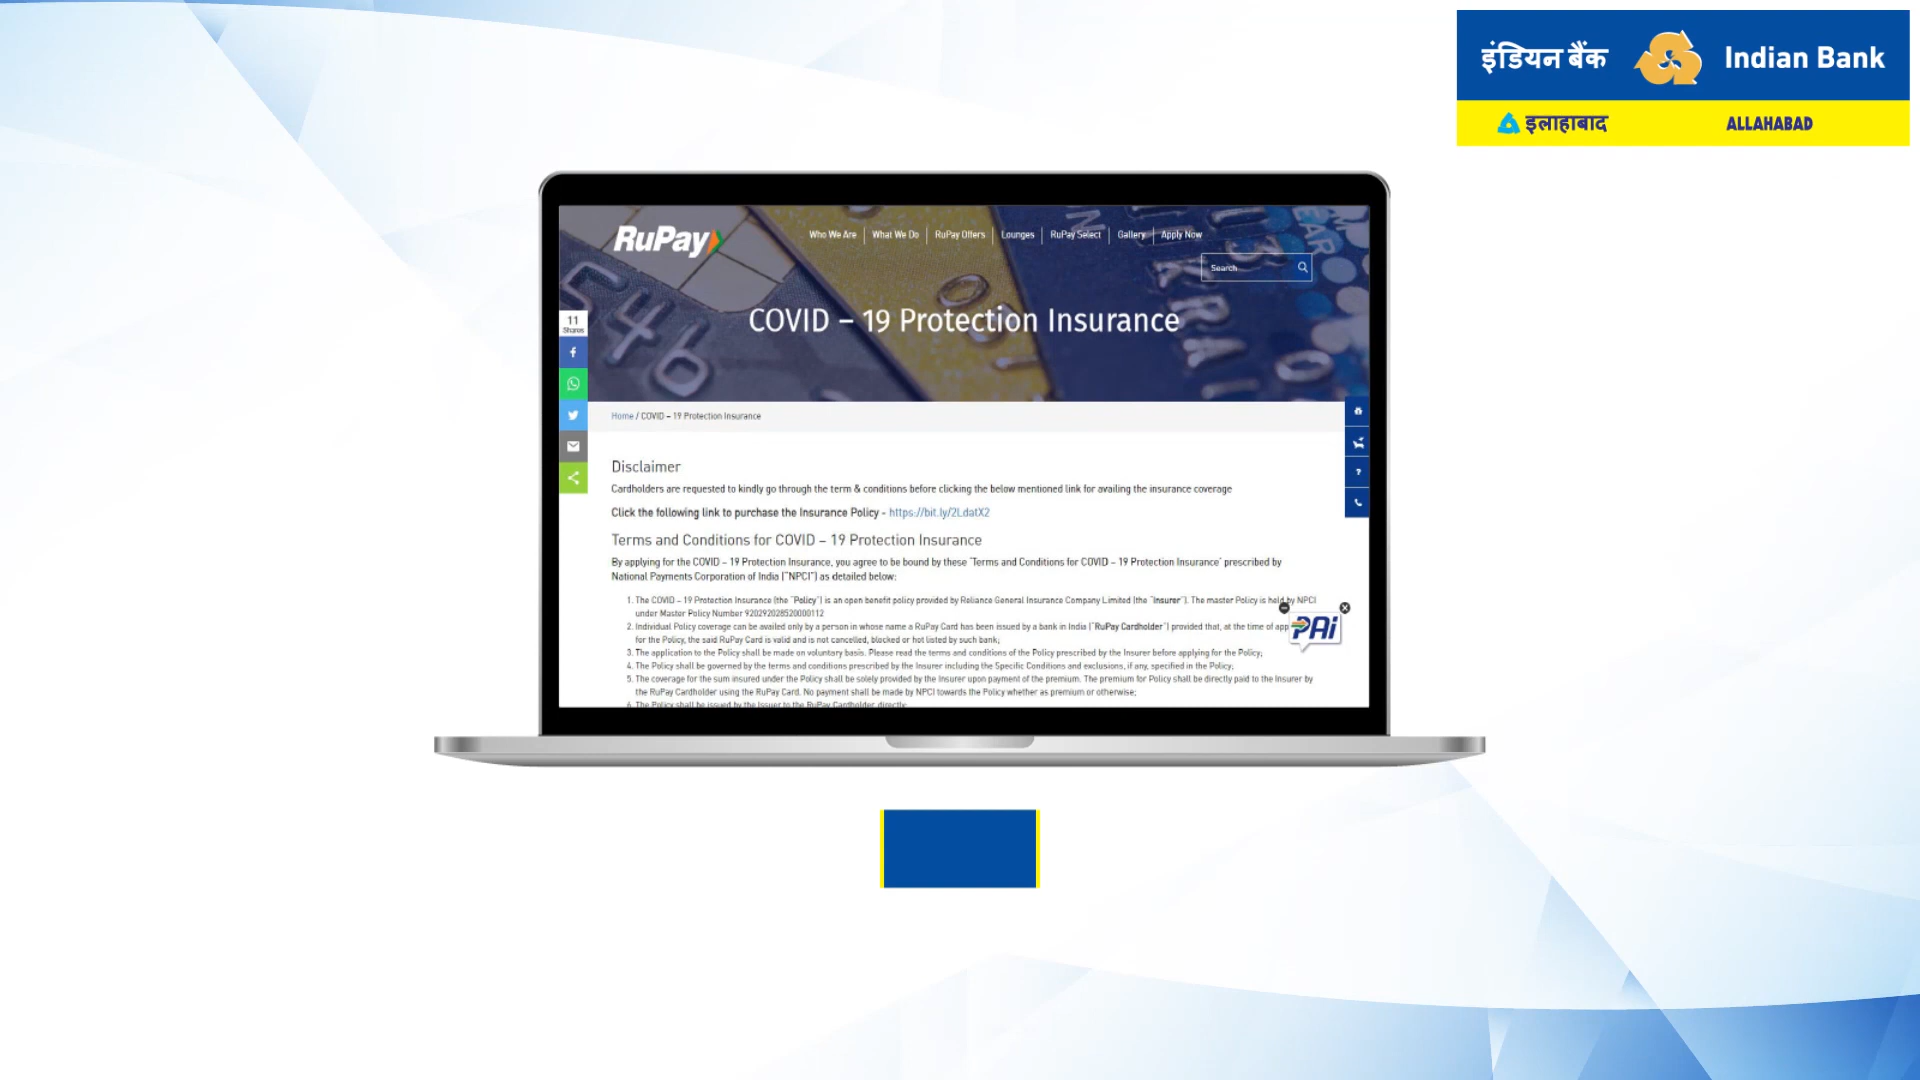 इंडियन बैंक Indian Bank
इलाहाबाद ALLAHABAD
RuPay
Who We Are What We Do RuPay Offers Lounges RuPay Select Gallery Apply Now
Search
COVID – 19 Protection Insurance
11
Shares
Home / COVID – 19 Protection Insurance
Disclaimer
Cardholders are requested to kindly go through the term & conditions before clicking the below mentioned link for availing the insurance coverage
Click the following link to purchase the Insurance Policy - https://bit.ly/2LdatX2
Terms and Conditions for COVID – 19 Protection Insurance
By applying for the COVID – 19 Protection Insurance, you agree to be bound by these 'Terms and Conditions for COVID – 19 Protection Insurance' prescribed by
National Payments Corporation of India ("NPCI") as detailed below:
1. The COVID – 19 Protection Insurance (the "Policy") is an open benefit policy provided by Reliance General Insurance Company Limited (the "Insurer"). The master Policy is held by NPCI
under Master Policy Number 920292028520000112
2. Individual Policy coverage can be availed only by a person in whose name a RuPay Card has been issued by a bank in India ("RuPay Cardholder") provided that, at the time of app
for the Policy, the said RuPay Card is valid and is not cancelled, blocked or hot listed by such bank;
3. The application to the Policy shall be made on voluntary basis. Please read the terms and conditions of the Policy prescribed by the Insurer before applying for the Policy;
4. The Policy shall be governed by the terms and conditions prescribed by the Insurer including the Specific Conditions and exclusions, if any, specified in the Policy;
5. The coverage for the sum insured under the Policy shall be solely provided by the Insurer upon payment of the premium. The premium for Policy shall be directly paid to the Insurer by
the RuPay Cardholder using the RuPay Card. No payment shall be made by NPCI towards the Policy whether as premium or otherwise;
6. The Policy shall be issued by the Issuer to the RuPay Cardholder directly
PAi